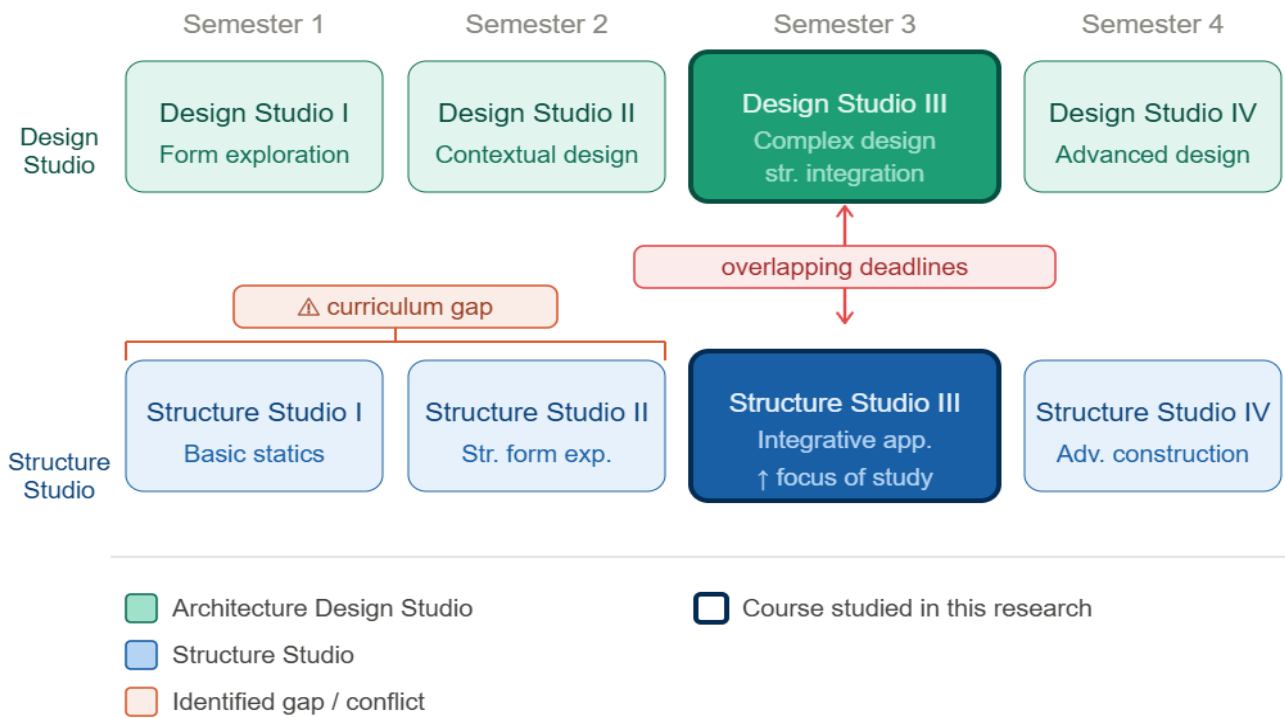 Semester 1
Semester 2
Semester 3
Semester 4
Design
Studio
Design Studio I
Form exploration
Design Studio II
Contextual design
Design Studio III
Complex design
str. integration
Design Studio IV
Advanced design
overlapping deadlines
⚠ curriculum gap
Structure
Studio
Structure Studio I
Basic statics
Structure Studio II
Str. form exp.
Structure Studio III
Integrative app.
↑ focus of study
Structure Studio IV
Adv. construction
Architecture Design Studio
Course studied in this research
Structure Studio
Identified gap / conflict